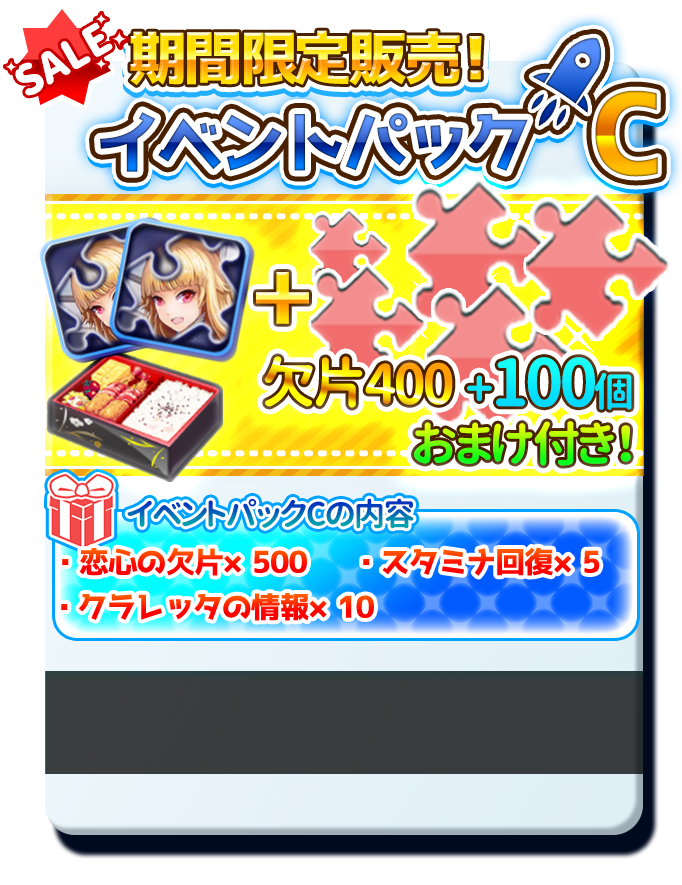 SALE
期間限定販売！
イベントパック C
+
欠片400 +100個
おまけ付き！
イベントパックCの内容
・恋心の欠片× 500 ・スタミナ回復× 5
・クラレッタの情報× 10